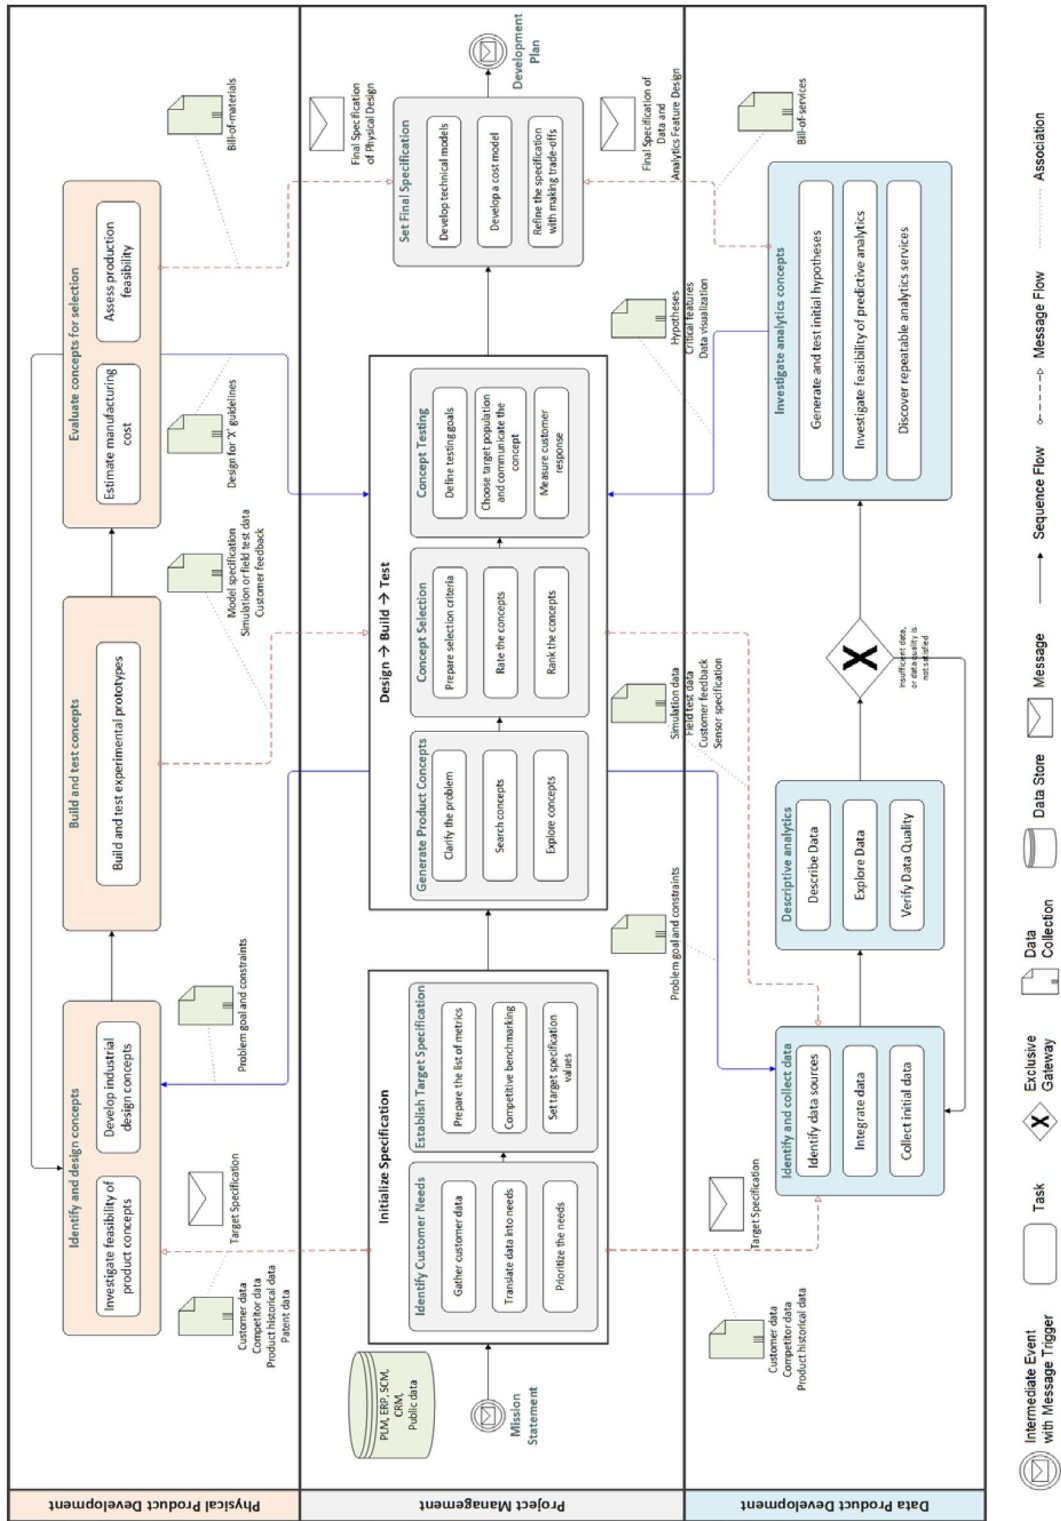 Physical Product Development
Identify and design concepts
Investigate feasibility of
product concepts
Develop industrial
design concepts
Build and test concepts
Build and test experimental prototypes
Evaluate concepts for selection
Estimate manufacturing
cost
Assess production
feasibility
Customer data
Competitor data
Product historical data
Patent data
Target Specification
Problem goal and constraints
Model specification
Simulation or field test data
Customer feedback
Design for 'X' guidelines
Bill-of-materials
Project Management
PLM, ERP, SCM,
CRM,
Public data
Mission
Statement
Initialize Specification
Identify Customer Needs
Gather customer data
Translate data into needs
Prioritize the needs
Establish Target Specification
Prepare the list of metrics
Competitive benchmarking
Set target specification
values
Design → Build → Test
Generate Product Concepts
Clarify the problem
Search concepts
Explore concepts
Concept Selection
Prepare selection criteria
Rate the concepts
Rank the concepts
Concept Testing
Define testing goals
Choose target population
and communicate the
concept
Measure customer
response
Set Final Specification
Develop technical models
Develop a cost model
Refine the specification
with making trade-offs
Final Specification
of Physical Design
Development
Plan
Final Specification of
Data and
Analytics Feature Design
Data Product Development
Customer data
Competitor data
Product historical data
Target Specification
Problem goal and constraints
Simulation data
Field test data
Customer feedback
Sensor specification
Hypotheses
Critical features
Data visualization
Bill-of-services
Identify and collect data
Identify data sources
Integrate data
Collect initial data
Descriptive analytics
Describe Data
Explore Data
Verify Data Quality
X
Insufficient data,
or data quality is
not satisfied
Investigate analytics concepts
Generate and test initial hypotheses
Investigate feasibility of predictive analytics
Discover repeatable analytics services
Intermediate Event
with Message Trigger
Task
X
Exclusive
Gateway
Data
Collection
Data Store
Message
Sequence Flow
Message Flow
Association